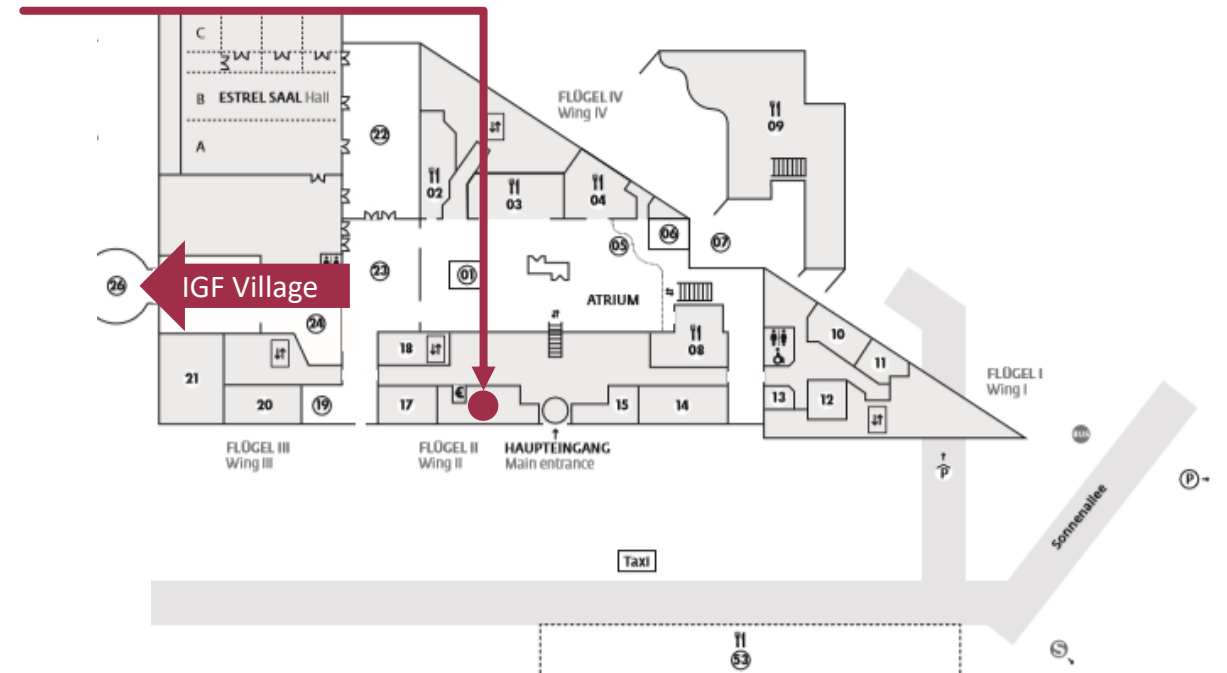 C
B ESTREL SAAL Hall
A
22
FLÜGEL IV
Wing IV
02
03
04
09
05
06
07
26
IGF Village
23
01
ATRIUM
24
18
08
10
11
21
20
19
17
€
15
14
13
12
FLÜGEL I
Wing I
FLÜGEL III
Wing III
FLÜGEL II
Wing II
HAUPTEINGANG
Main entrance
BUS
P
P
Sonnenallee
Taxi
S
53